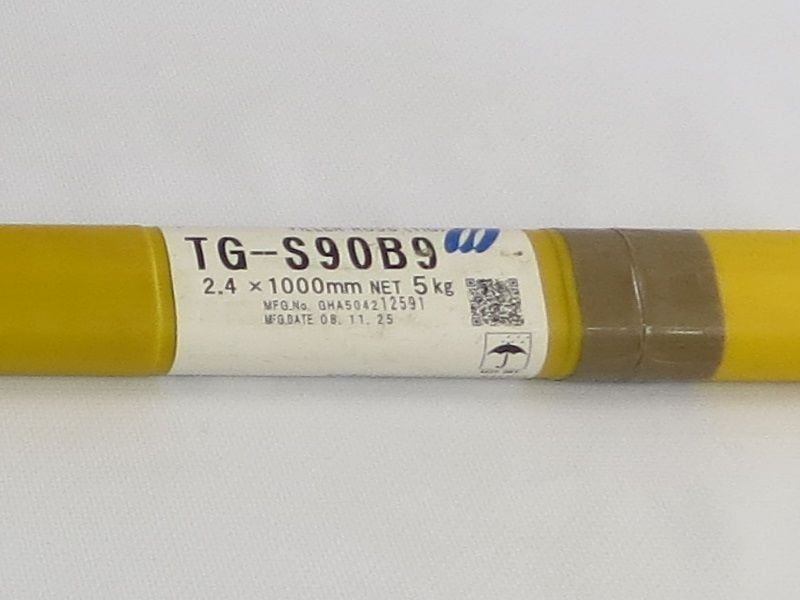 TG-S90B9
2.4 × 1000mm NET 5kg
MFG.No. GHA504212591
MFG.DATE 08. 11. 25